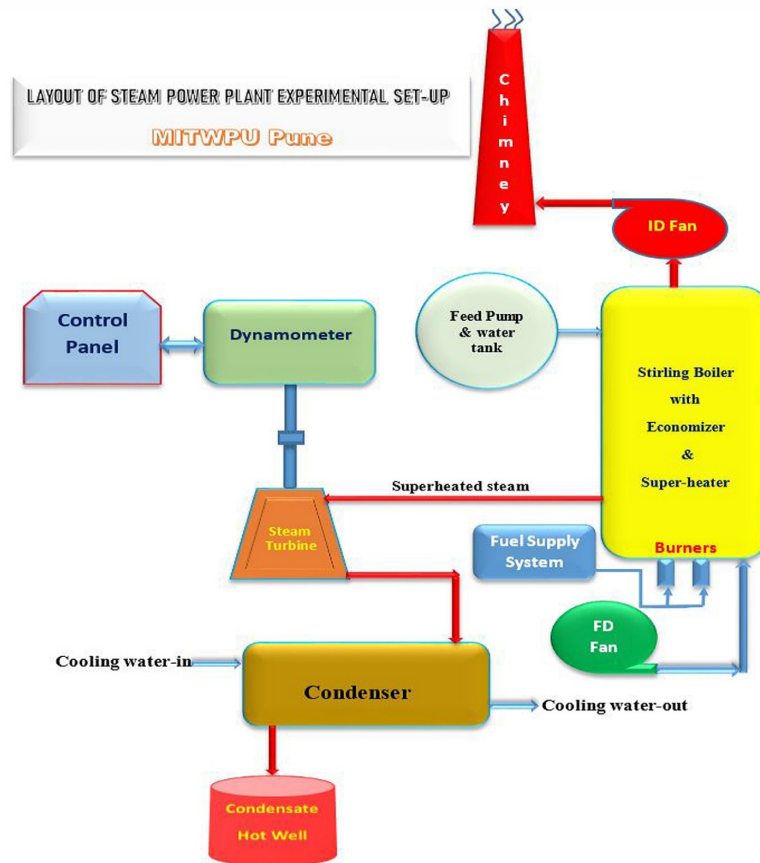 LAYOUT OF STEAM POWER PLANT EXPERIMENTAL SET-UP
MITWPU Pune
Chimney
ID Fan
Control
Panel
Dynamometer
Feed Pump
& water
tank
Stirling Boiler
with
Economizer
&
Super-heater
Superheated steam
Steam
Turbine
Fuel Supply
System
Burners
FD
Fan
Cooling water-in
Condenser
Cooling water-out
Condensate
Hot Well